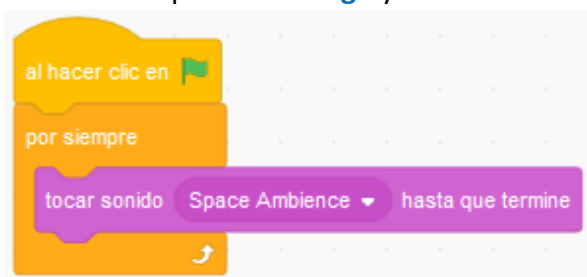 al hacer clic en
por siempre
tocar sonido Space Ambience hasta que termine